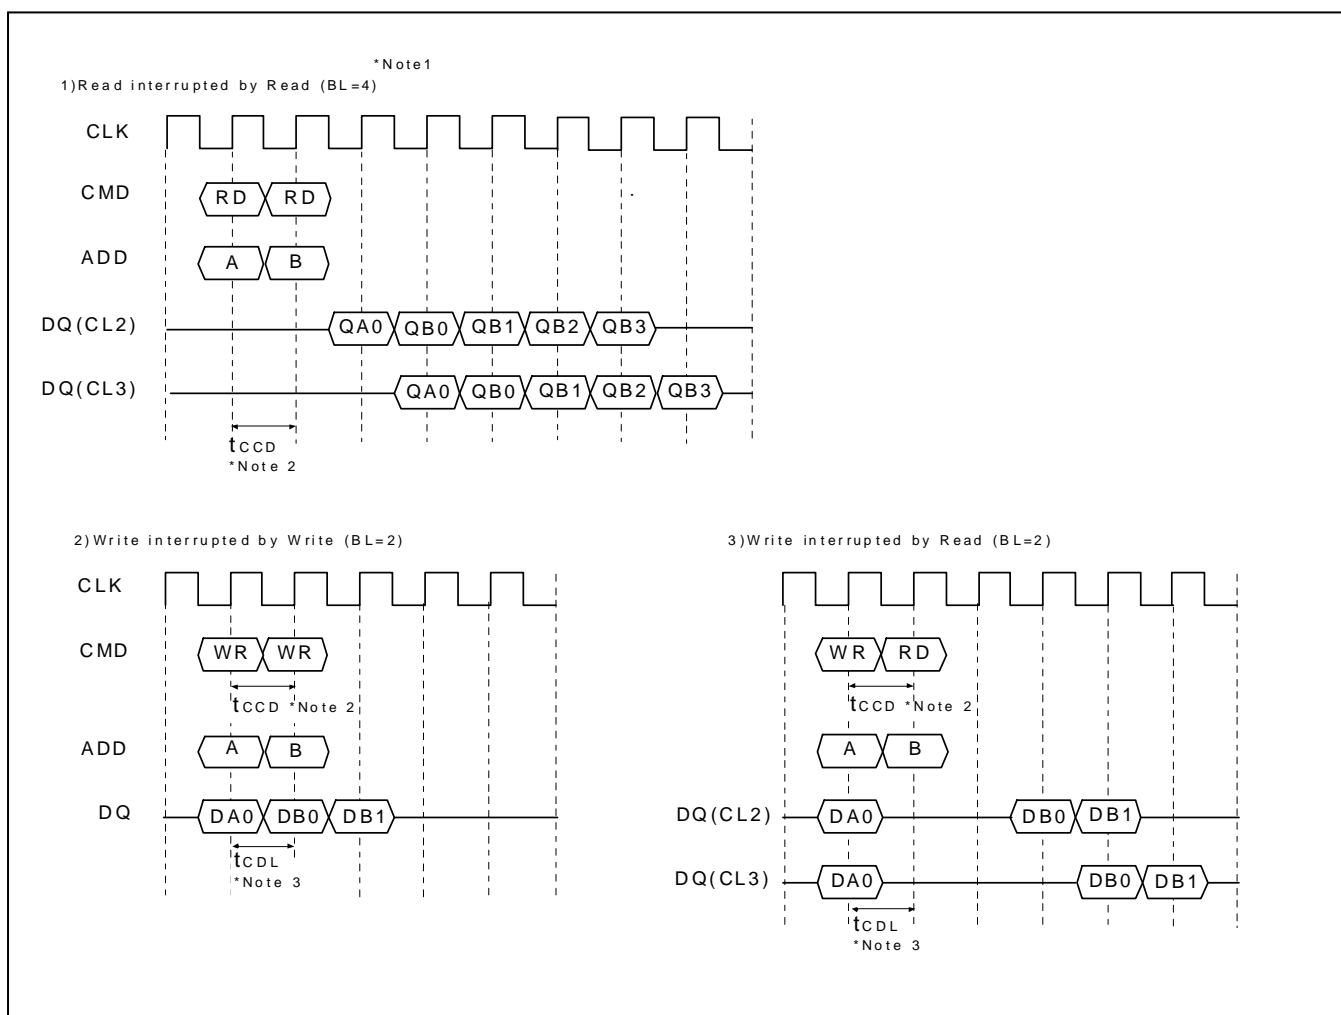 *Note1
1)Read interrupted by Read (BL=4)
CLK
CMD RD RD
ADD A B
DQ(CL2) QA0 QB0 QB1 QB2 QB3
DQ(CL3) QA0 QB0 QB1 QB2 QB3
tCCD
*Note 2
2)Write interrupted by Write (BL=2)
CLK
CMD WR WR
tCCD *Note 2
ADD A B
DQ DA0 DB0 DB1
tCDL
*Note 3
3)Write interrupted by Read (BL=2)
WR RD
tCCD *Note 2
A B
DQ(CL2) DA0 DB0 DB1
DQ(CL3) DA0 DB0 DB1
tCDL
*Note 3